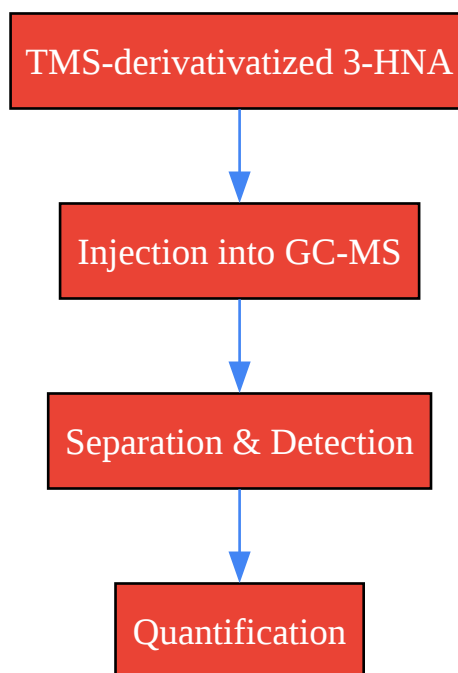 TMS-derivativatized 3-HNA
Injection into GC-MS
Separation & Detection
Quantification